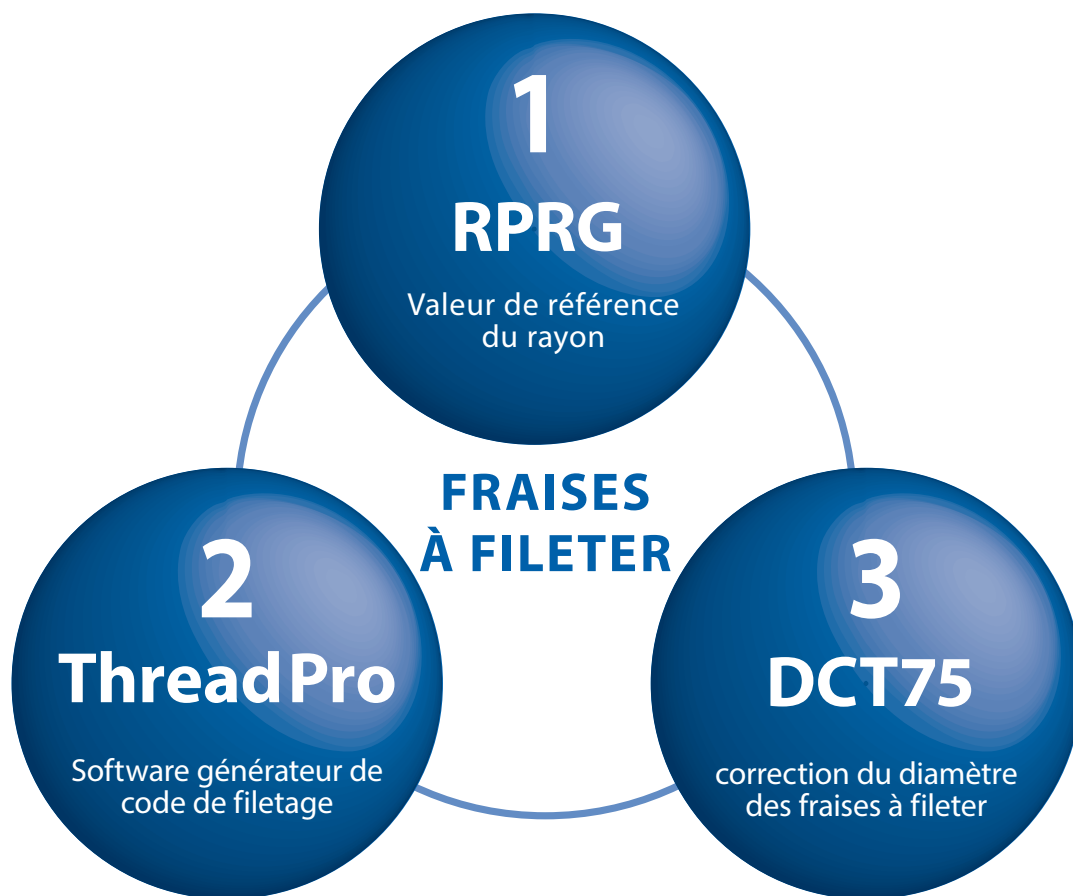 1
RPRG
Valeur de référence
du rayon
FRAISES
À FILETER
2
ThreadPro
Software générateur de
code de filetage
3
DCT75
correction du diamètre
des fraises à fileter